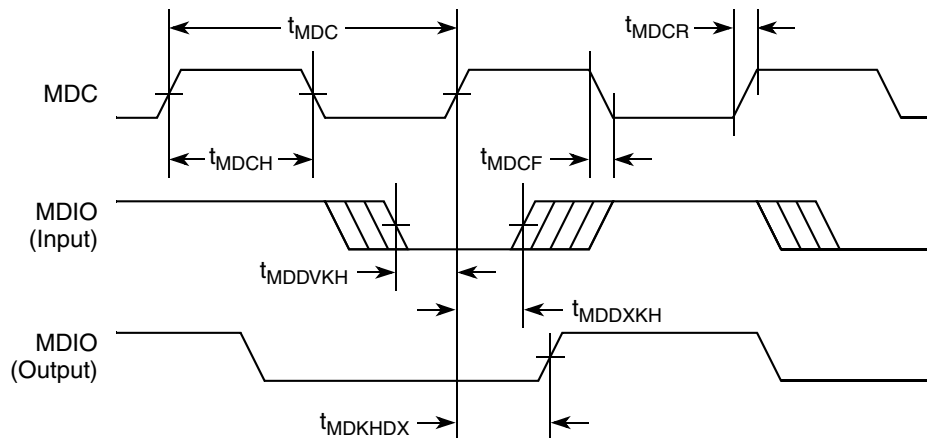 tMDC
tMDCR
MDC
tMDCH
tMDCF
MDIO
(Input)
tMDDVKH
tMDDXKH
MDIO
(Output)
tMDKHDX